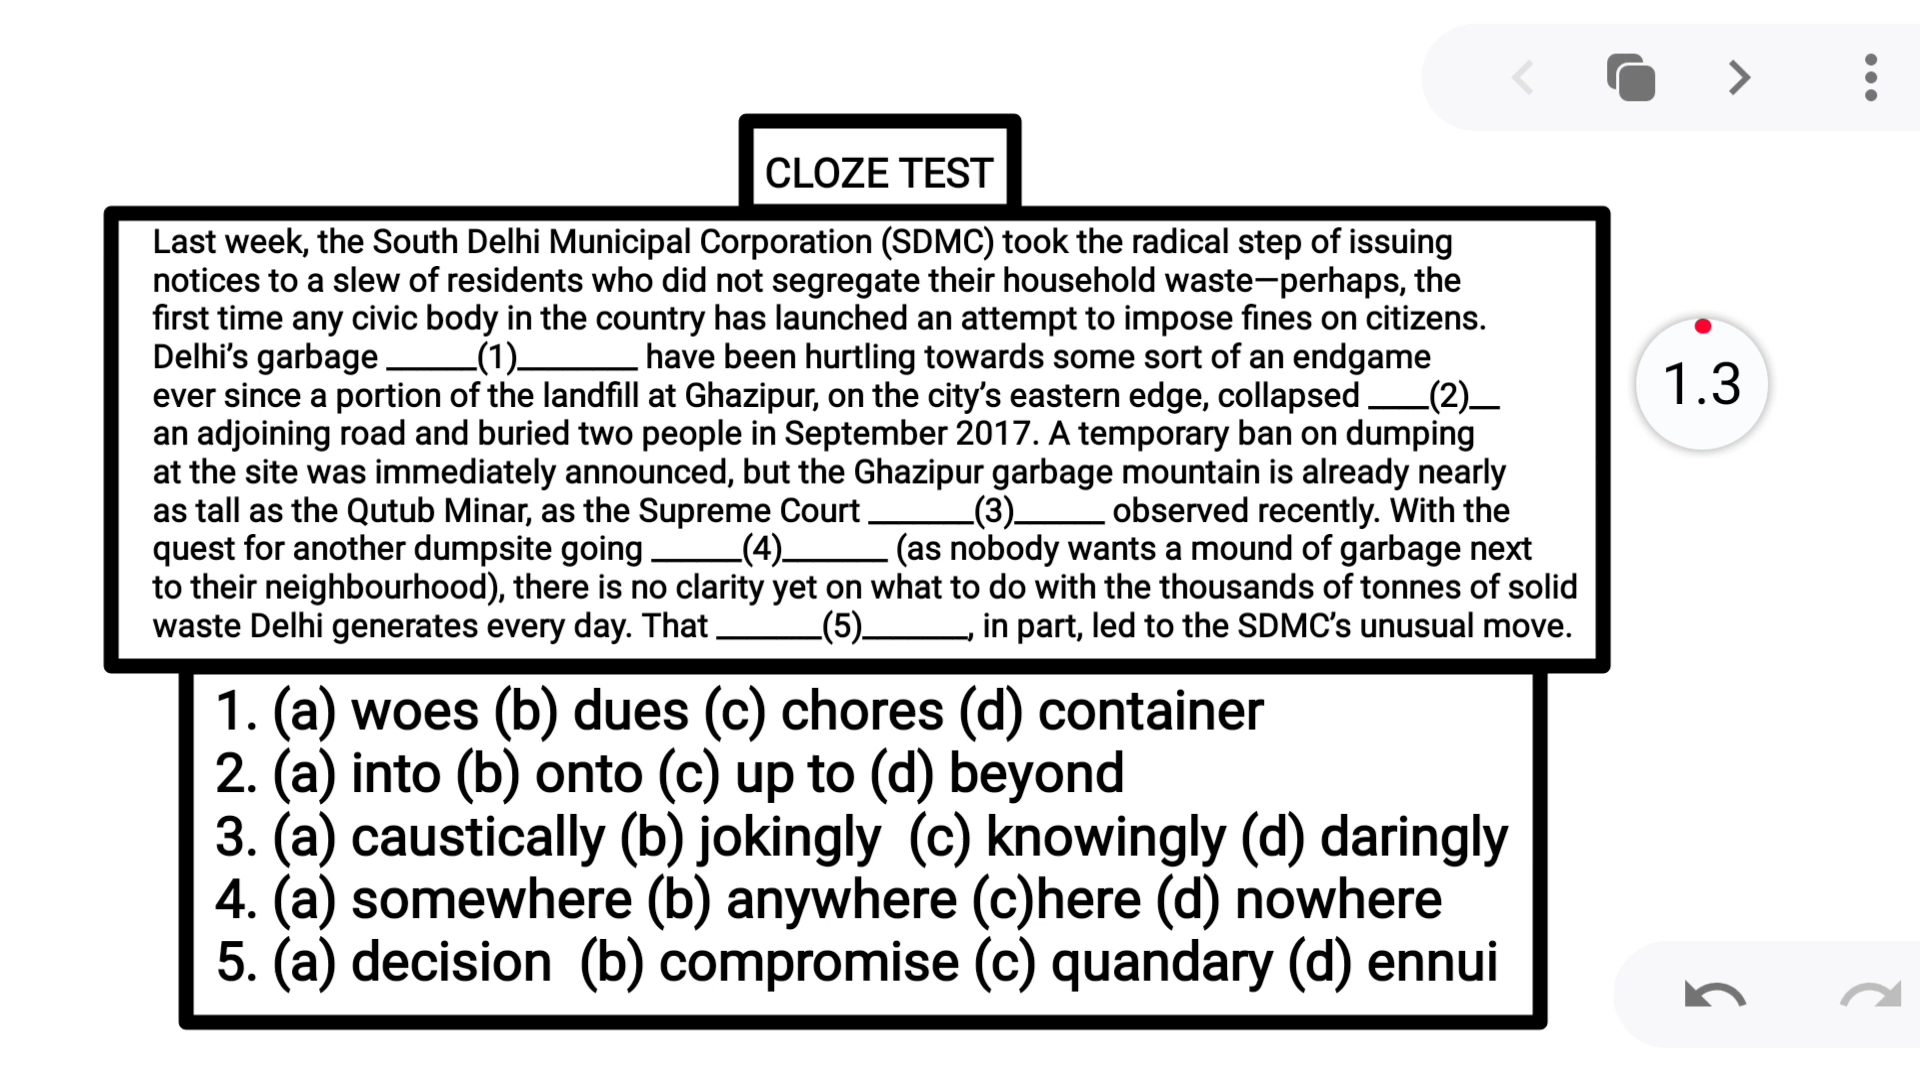 CLOZE TEST
Last week, the South Delhi Municipal Corporation (SDMC) took the radical step of issuing
notices to a slew of residents who did not segregate their household waste—perhaps, the
first time any civic body in the country has launched an attempt to impose fines on citizens.
Delhi's garbage ______(1)________ have been hurtling towards some sort of an endgame
ever since a portion of the landfill at Ghazipur, on the city's eastern edge, collapsed ____(2)__
an adjoining road and buried two people in September 2017. A temporary ban on dumping
at the site was immediately announced, but the Ghazipur garbage mountain is already nearly
as tall as the Qutub Minar, as the Supreme Court _______(3)______ observed recently. With the
quest for another dumpsite going ______(4)_______ (as nobody wants a mound of garbage next
to their neighbourhood), there is no clarity yet on what to do with the thousands of tonnes of solid
waste Delhi generates every day. That _______(5)_______, in part, led to the SDMC's unusual move.
1. (a) woes (b) dues (c) chores (d) container
2. (a) into (b) onto (c) up to (d) beyond
3. (a) caustically (b) jokingly (c) knowingly (d) daringly
4. (a) somewhere (b) anywhere (c)here (d) nowhere
5. (a) decision (b) compromise (c) quandary (d) ennui
1.3